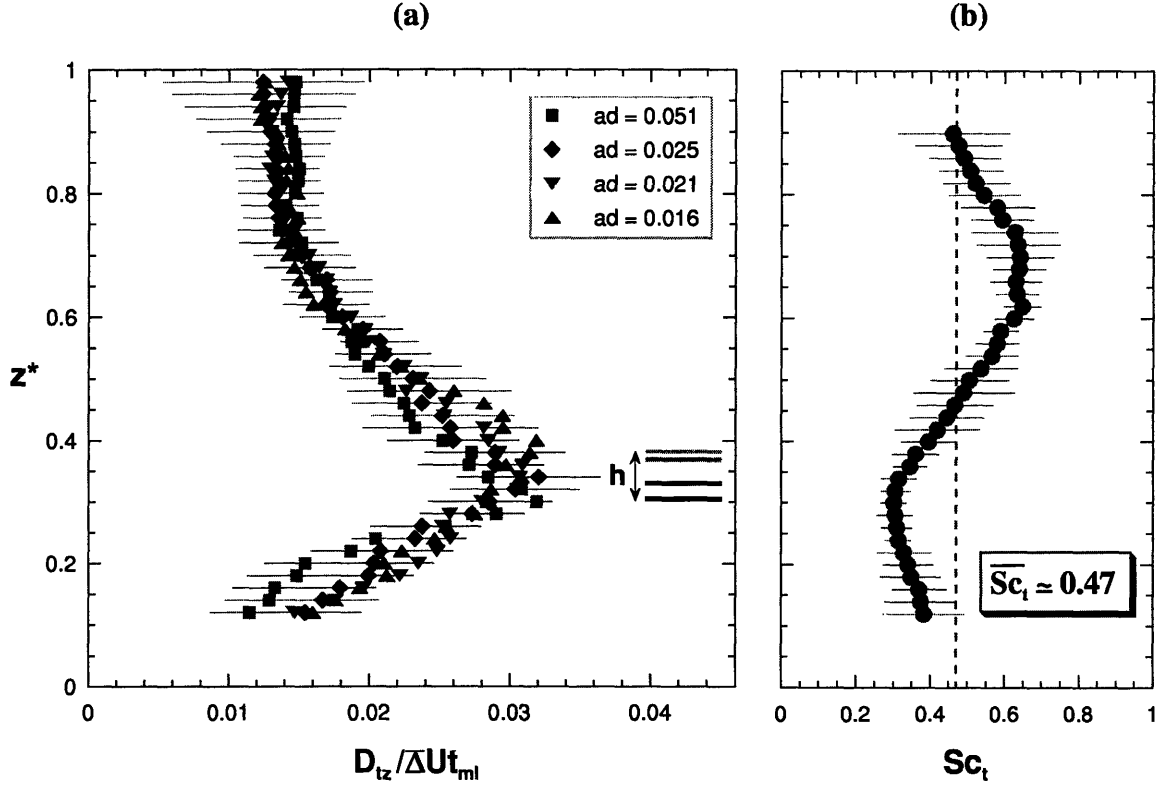 (a)
(b)
1
0.8
0.6
0.4
0.2
0
z*
ad = 0.051
ad = 0.025
ad = 0.021
ad = 0.016
h
0 0.01 0.02 0.03 0.04
D_tz/Δ̅Ut_ml
S̅c̅_t ≃ 0.47
0 0.2 0.4 0.6 0.8 1
Sc_t